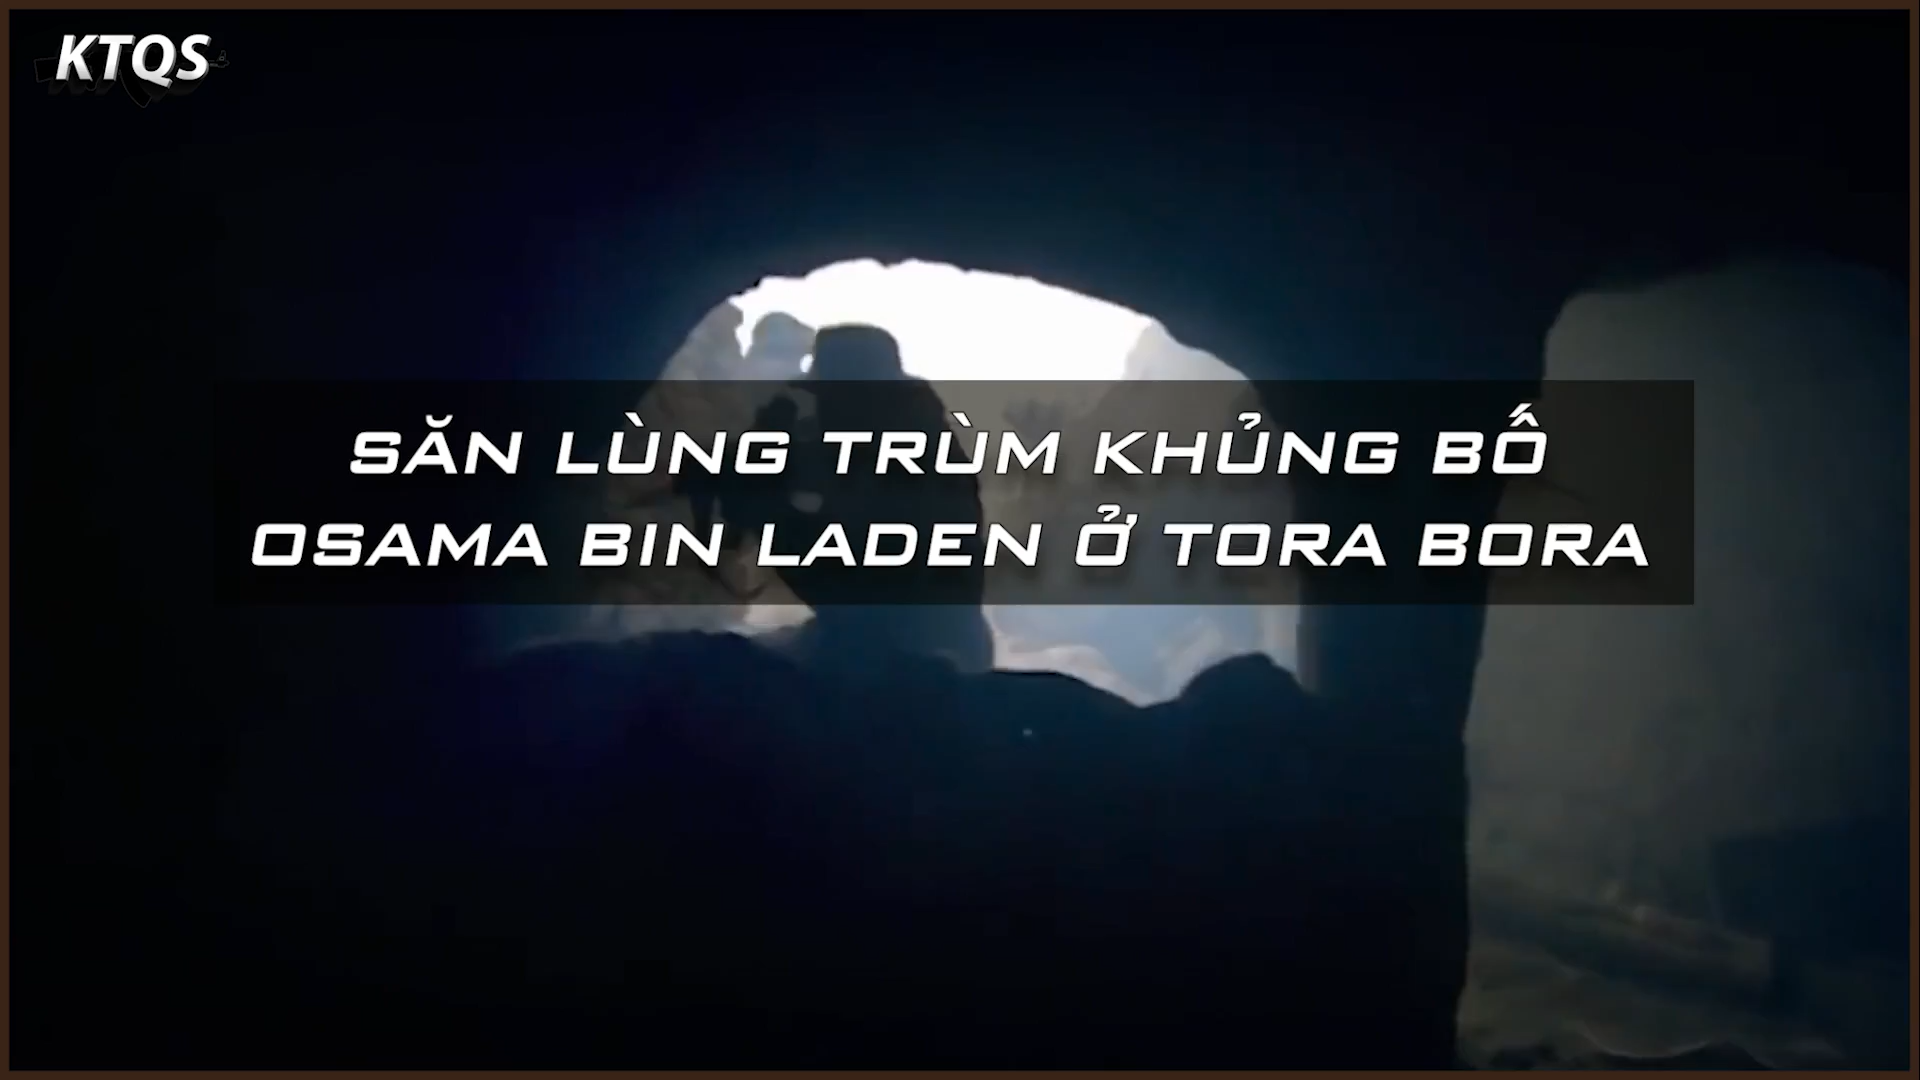 KTQS
SĂN LÙNG TRÙM KHỦNG BỐ
OSAMA BIN LADEN Ở TORA BORA